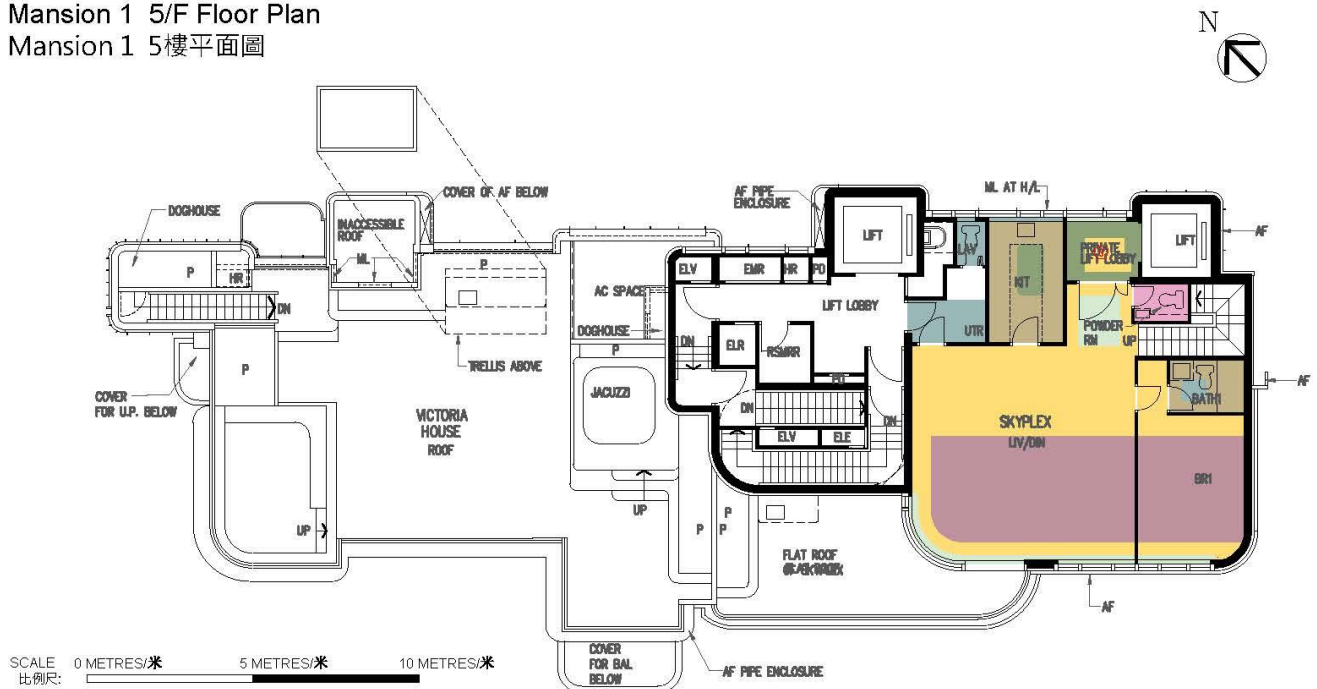 Mansion 1 5/F Floor Plan
Mansion 1 5樓平面圖
N
COVER OF AF BELOW
DOGHOUSE
INACCESSIBLE
ROOF
ML
P
HR
DN
P
COVER
FOR U.P. BELOW
P
TRELLIS ABOVE
VICTORIA
HOUSE
ROOF
UP
AC SPACE
DOGHOUSE
P
JACUZZI
UP
P
P
P
AF PIPE
ENCLOSURE
LIFT
ELV
EMR
HR
PD
LIFT LOBBY
DN
ELR
RSMRR
PD
DN
DN
ELV
ELE
ML AT H/L
LAV
KIT
UTR
PRIVATE
LIFT LOBBY
LIFT
AF
POWDER
RM
UP
AF
BATH1
SKYPLEX
LIV/DIN
BR1
FLAT ROOF
AF
COVER
FOR BAL
BELOW
AF PIPE ENCLOSURE
SCALE 0 METRES/米 5 METRES/米 10 METRES/米
比例尺: